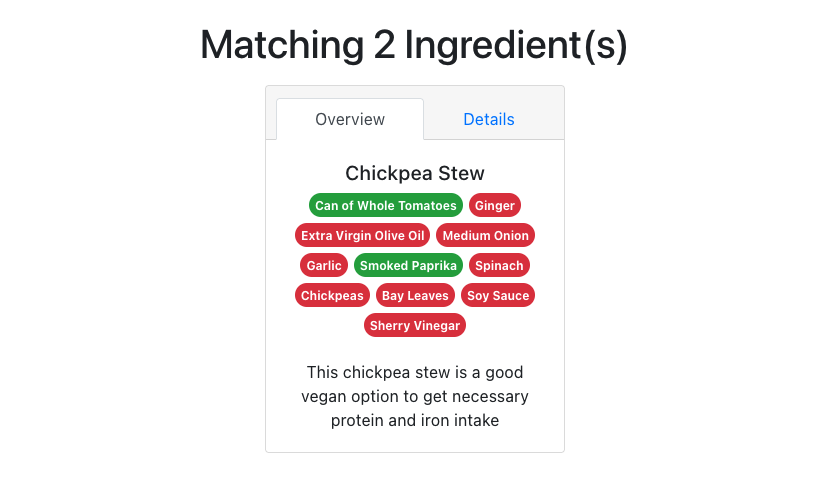 Matching 2 Ingredient(s)
Overview Details
Chickpea Stew
Can of Whole Tomatoes Ginger
Extra Virgin Olive Oil Medium Onion
Garlic Smoked Paprika Spinach
Chickpeas Bay Leaves Soy Sauce
Sherry Vinegar
This chickpea stew is a good
vegan option to get necessary
protein and iron intake